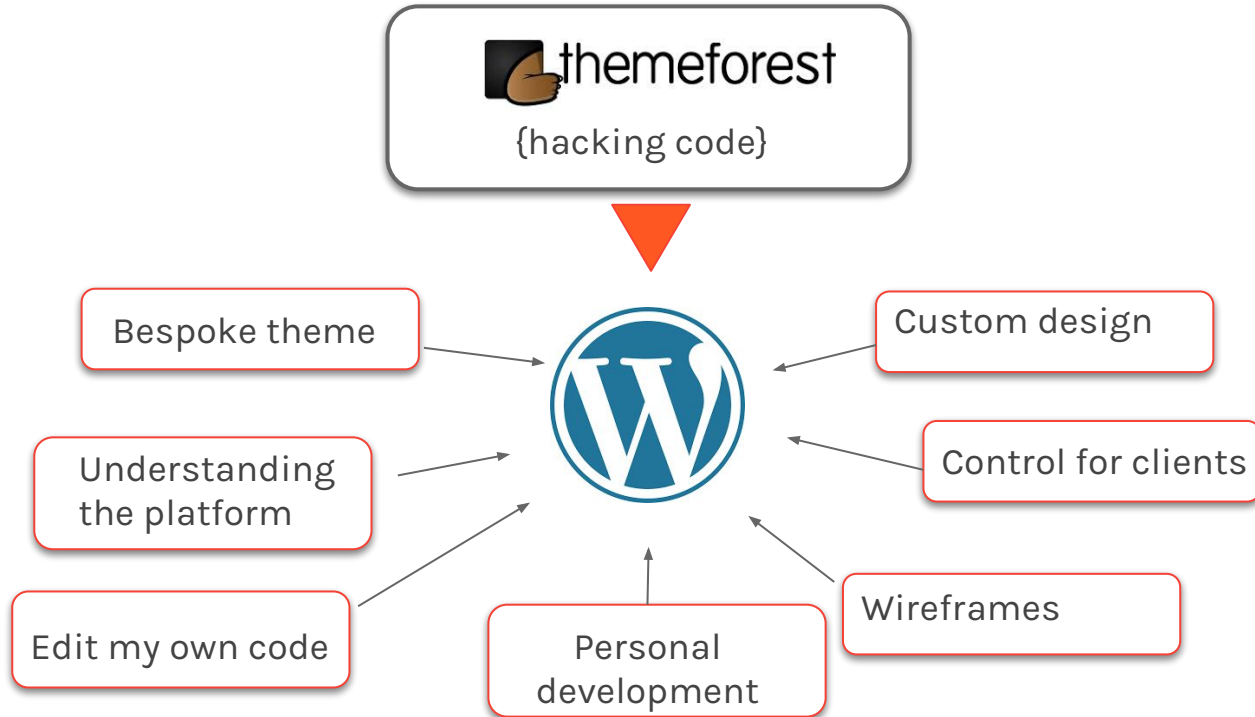 themeforest
{hacking code}
Bespoke theme
Custom design
Understanding
the platform
Control for clients
Edit my own code
Personal
development
Wireframes